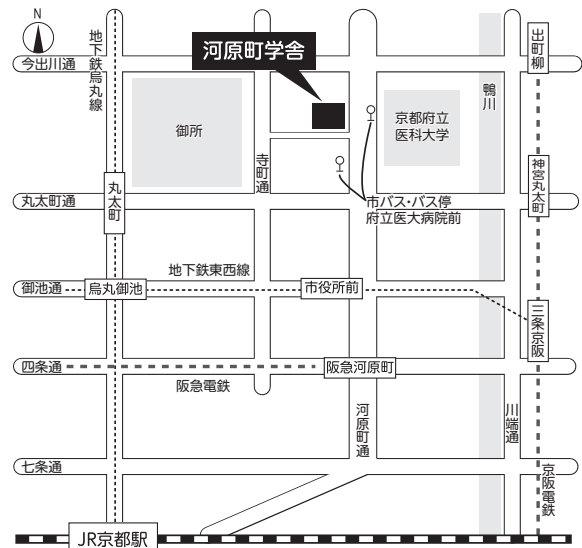 N
地下鉄烏丸線
河原町学舎
出町柳
今出川通
御所
京都府立
医科大学
鴨川
寺町通
丸太町
神宮丸太町
丸太町通
市バス・バス停
府立医大病院前
地下鉄東西線
御池通
烏丸御池
市役所前
三条京阪
四条通
阪急河原町
阪急電鉄
河原町通
川端通
七条通
京阪電鉄
JR京都駅